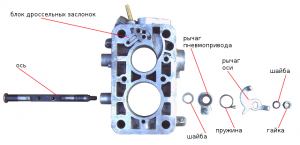 блок дроссельных заслонок
ось
рычаг
пневмопривода
рычаг
оси
шайба
шайба
пружина
гайка